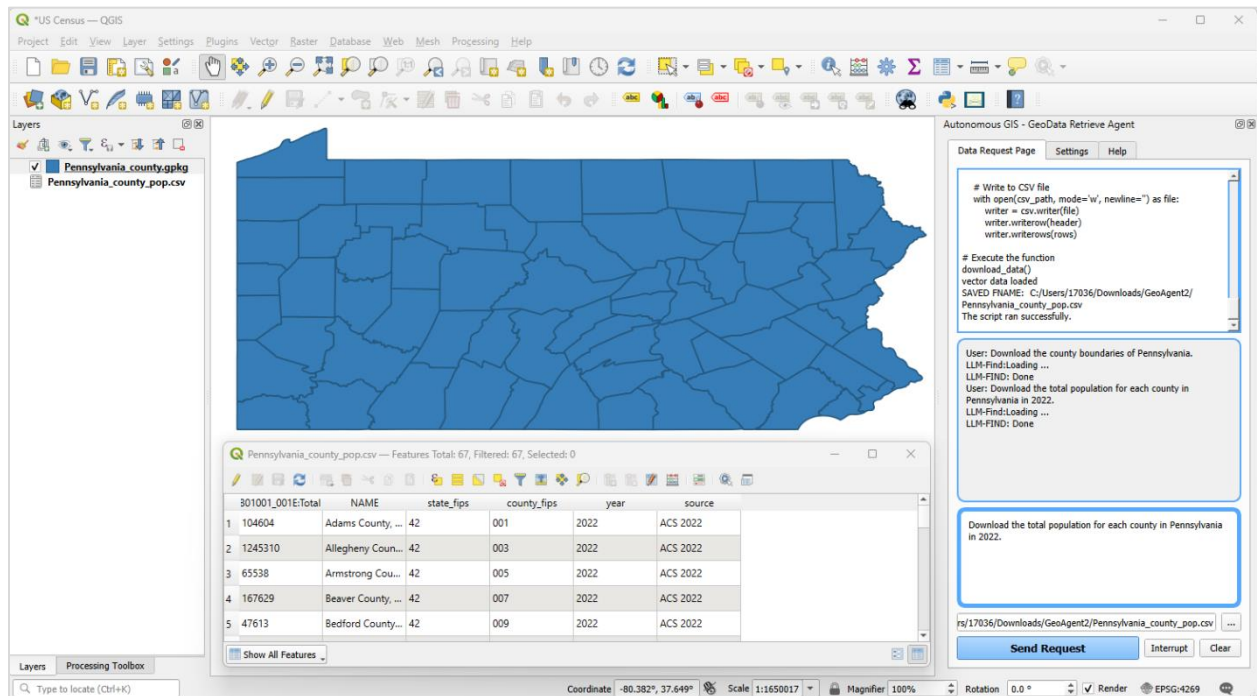 *US Census — QGIS
Project Edit View Layer Settings Plugins Vector Raster Database Web Mesh Processing Help
Layers
Pennsylvania_county.gpkg
Pennsylvania_county_pop.csv
Autonomous GIS - GeoData Retrieve Agent
Data Request Page Settings Help
# Write to CSV file
with open(csv_path, mode='w', newline='') as file:
writer = csv.writer(file)
writer.writerow(header)
writer.writerows(rows)
# Execute the function
download_data()
vector data loaded
SAVED FNAME: C:/Users/17036/Downloads/GeoAgent2/
Pennsylvania_county_pop.csv
The script ran successfully.
User: Download the county boundaries of Pennsylvania.
LLM-Find:Loading ...
LLM-FIND: Done
User: Download the total population for each county in
Pennsylvania in 2022.
LLM-Find:Loading ...
LLM-FIND: Done
Download the total population for each county in Pennsylvania
in 2022.
rs/17036/Downloads/GeoAgent2/Pennsylvania_county_pop.csv ...
Send Request Interrupt Clear
Pennsylvania_county_pop.csv — Features Total: 67, Filtered: 67, Selected: 0
301001_001E:Total NAME state_fips county_fips year source
1 104604 Adams County, ... 42 001 2022 ACS 2022
2 1245310 Allegheny Coun... 42 003 2022 ACS 2022
3 65538 Armstrong Cou... 42 005 2022 ACS 2022
4 167629 Beaver County, ... 42 007 2022 ACS 2022
5 47613 Bedford County... 42 009 2022 ACS 2022
Show All Features
Layers Processing Toolbox
Type to locate (Ctrl+K) Coordinate -80.382°, 37.649° Scale 1:1650017 Magnifier 100% Rotation 0.0 ° Render EPSG:4269